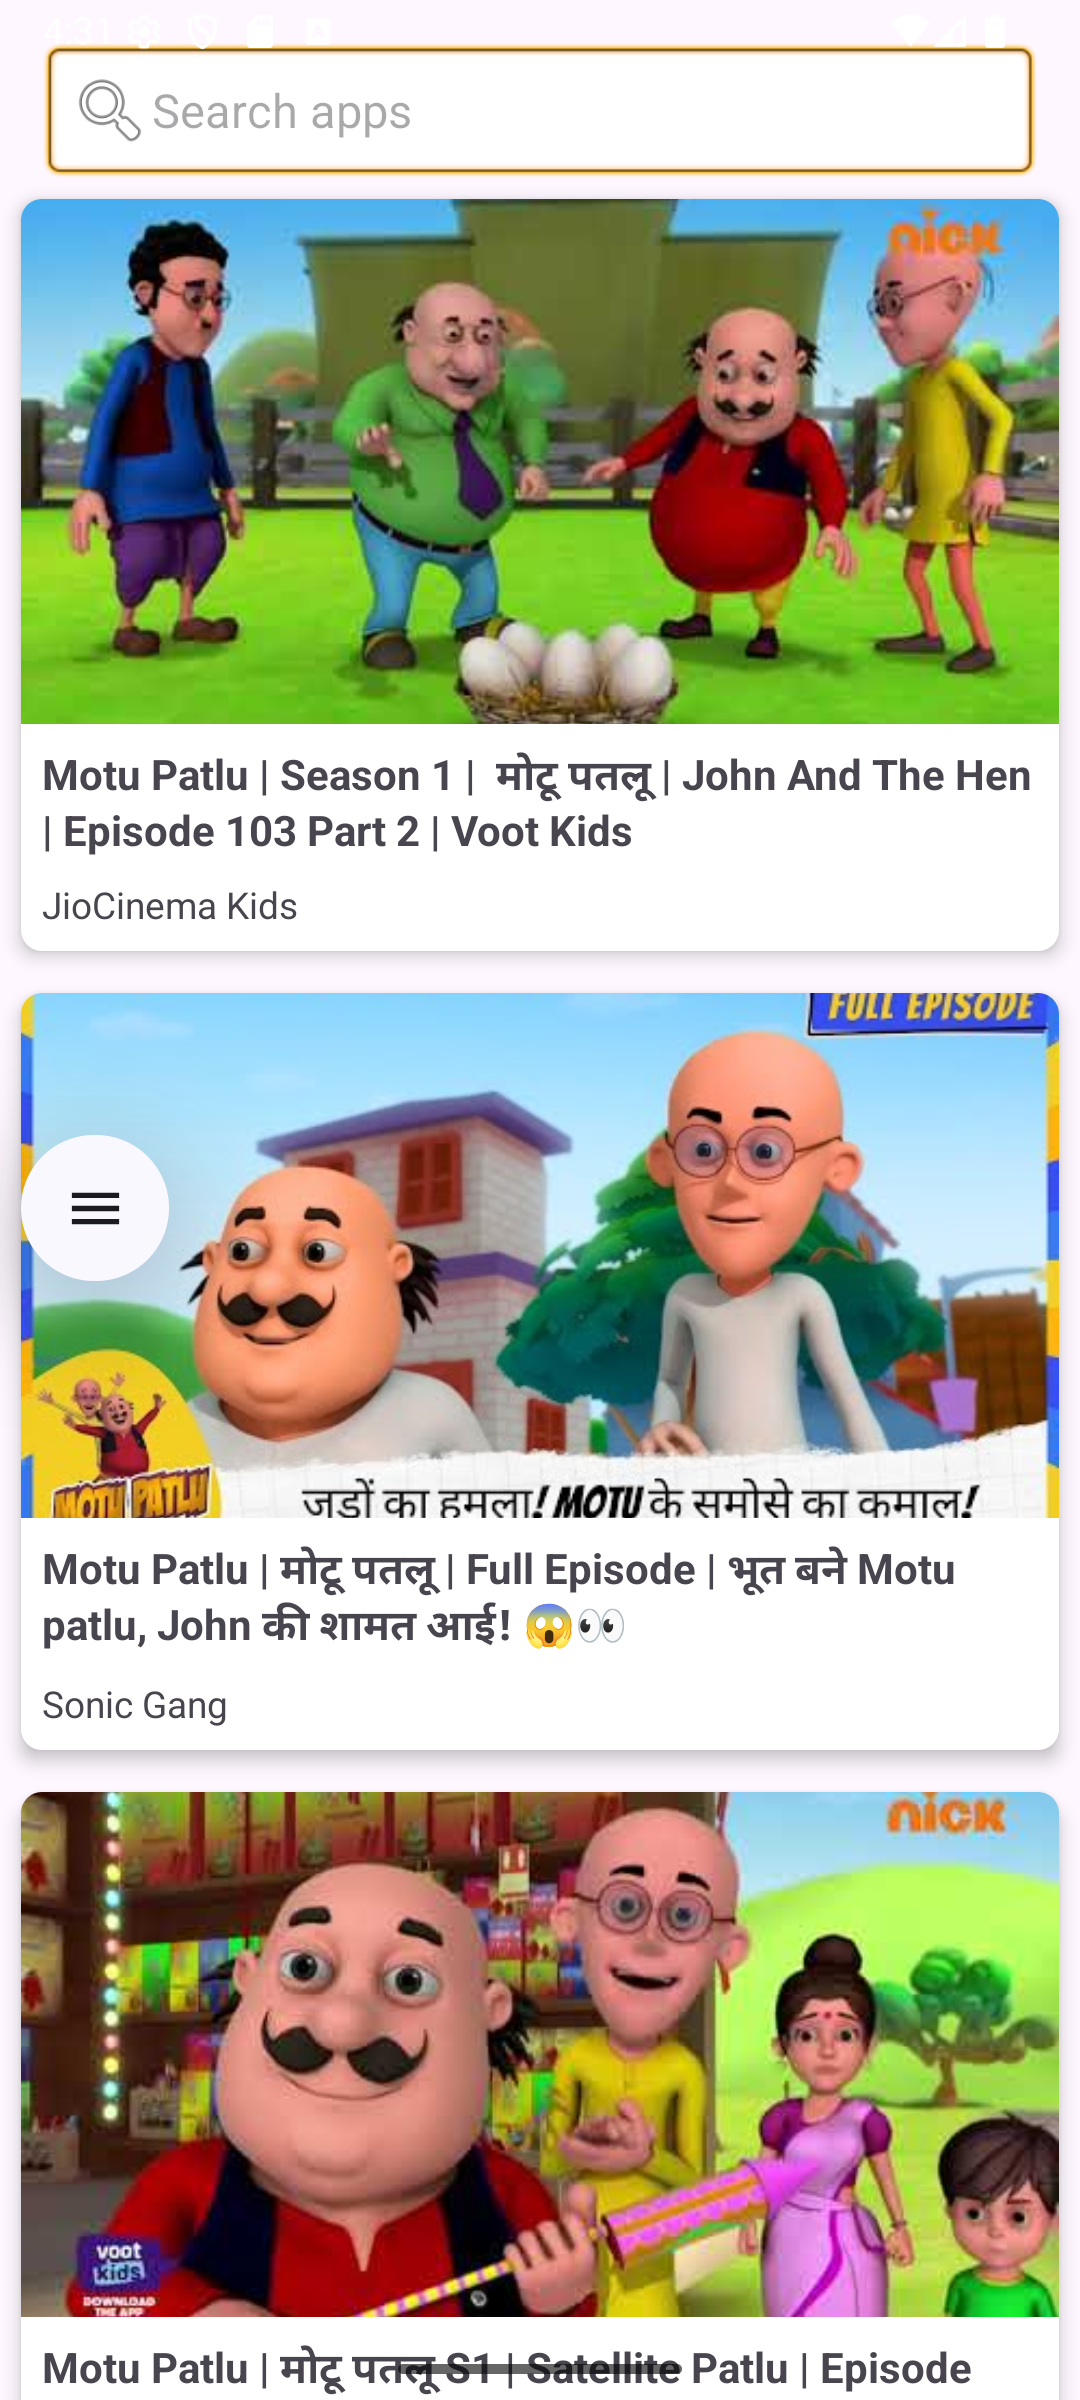 4:31
Search apps
nick
Motu Patlu | Season 1 | मोटू पतलू | John And The Hen
| Episode 103 Part 2 | Voot Kids
JioCinema Kids
FULL EPISODE
MOTU PATLU
जड़ों का हमला! MOTU के समोसे का कमाल!
Motu Patlu | मोटू पतलू | Full Episode | भूत बने Motu
patlu, John की शामत आई! 😱👀
Sonic Gang
nick
voot
kids
DOWNLOAD
THE APP
Motu Patlu | मोटू पतलू S1 | Satellite Patlu | Episode